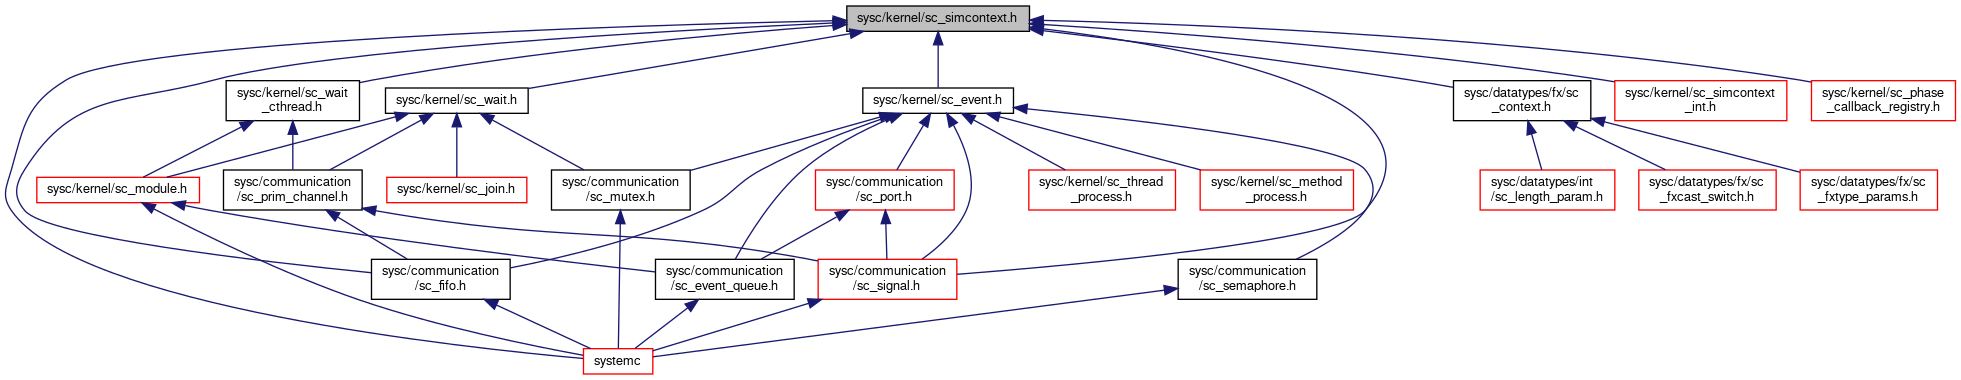 sysc/kernel/sc_simcontext.h
sysc/kernel/sc_wait
_cthread.h
sysc/kernel/sc_wait.h
sysc/kernel/sc_event.h
sysc/datatypes/fx/sc
_context.h
sysc/kernel/sc_simcontext
_int.h
sysc/kernel/sc_phase
_callback_registry.h
sysc/kernel/sc_module.h
sysc/communication
/sc_prim_channel.h
sysc/kernel/sc_join.h
sysc/communication
/sc_mutex.h
sysc/communication
/sc_port.h
sysc/kernel/sc_thread
_process.h
sysc/kernel/sc_method
_process.h
sysc/datatypes/int
/sc_length_param.h
sysc/datatypes/fx/sc
_fxcast_switch.h
sysc/datatypes/fx/sc
_fxtype_params.h
sysc/communication
/sc_fifo.h
sysc/communication
/sc_event_queue.h
sysc/communication
/sc_signal.h
sysc/communication
/sc_semaphore.h
systemc